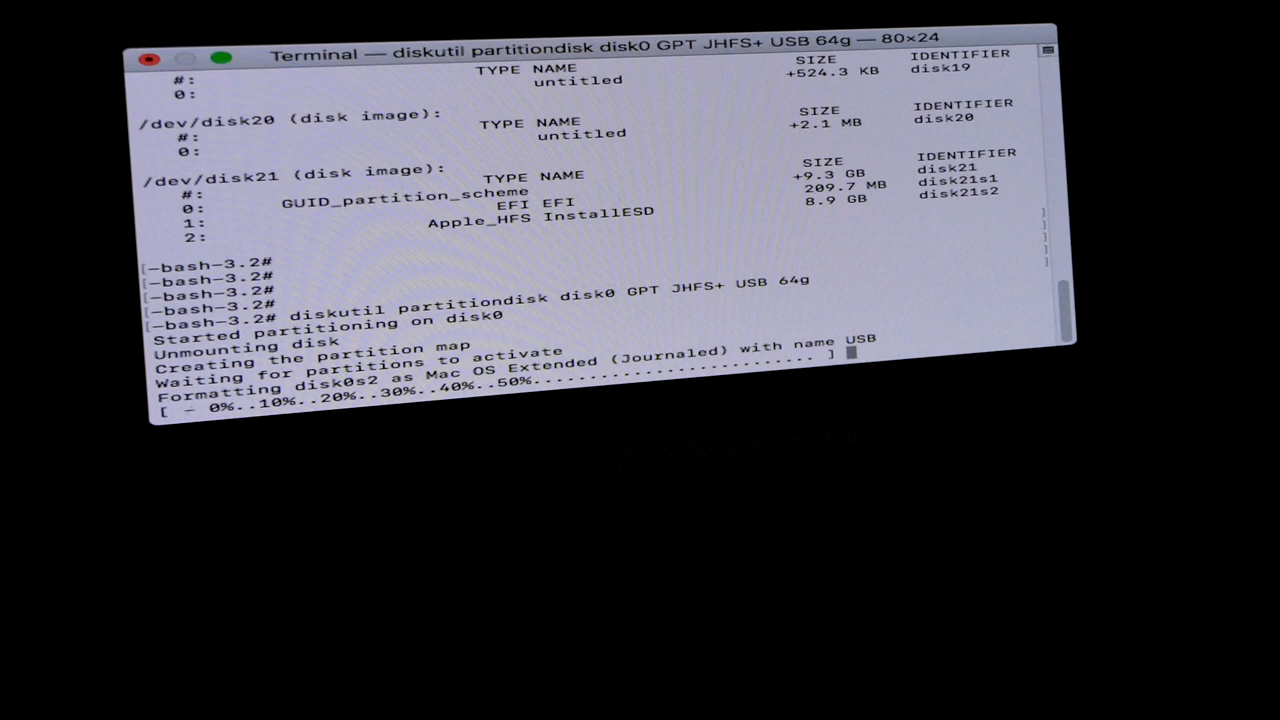 Terminal — diskutil partitiondisk disk0 GPT JHFS+ USB 64g — 80×24
#: TYPE NAME SIZE IDENTIFIER
0: untitled +524.3 KB disk19
/dev/disk20 (disk image):
#: TYPE NAME SIZE IDENTIFIER
0: untitled +2.1 MB disk20
/dev/disk21 (disk image):
#: TYPE NAME SIZE IDENTIFIER
0: GUID_partition_scheme +9.3 GB disk21
1: EFI EFI 209.7 MB disk21s1
2: Apple_HFS InstallESD 8.9 GB disk21s2
[-bash-3.2# ]
[-bash-3.2# ]
[-bash-3.2# ]
[-bash-3.2# ]
[-bash-3.2# diskutil partitiondisk disk0 GPT JHFS+ USB 64g ]
Started partitioning on disk0
Unmounting disk
Creating the partition map
Waiting for partitions to activate
Formatting disk0s2 as Mac OS Extended (Journaled) with name USB
[ - 0%..10%..20%..30%..40%..50%.............................. ]